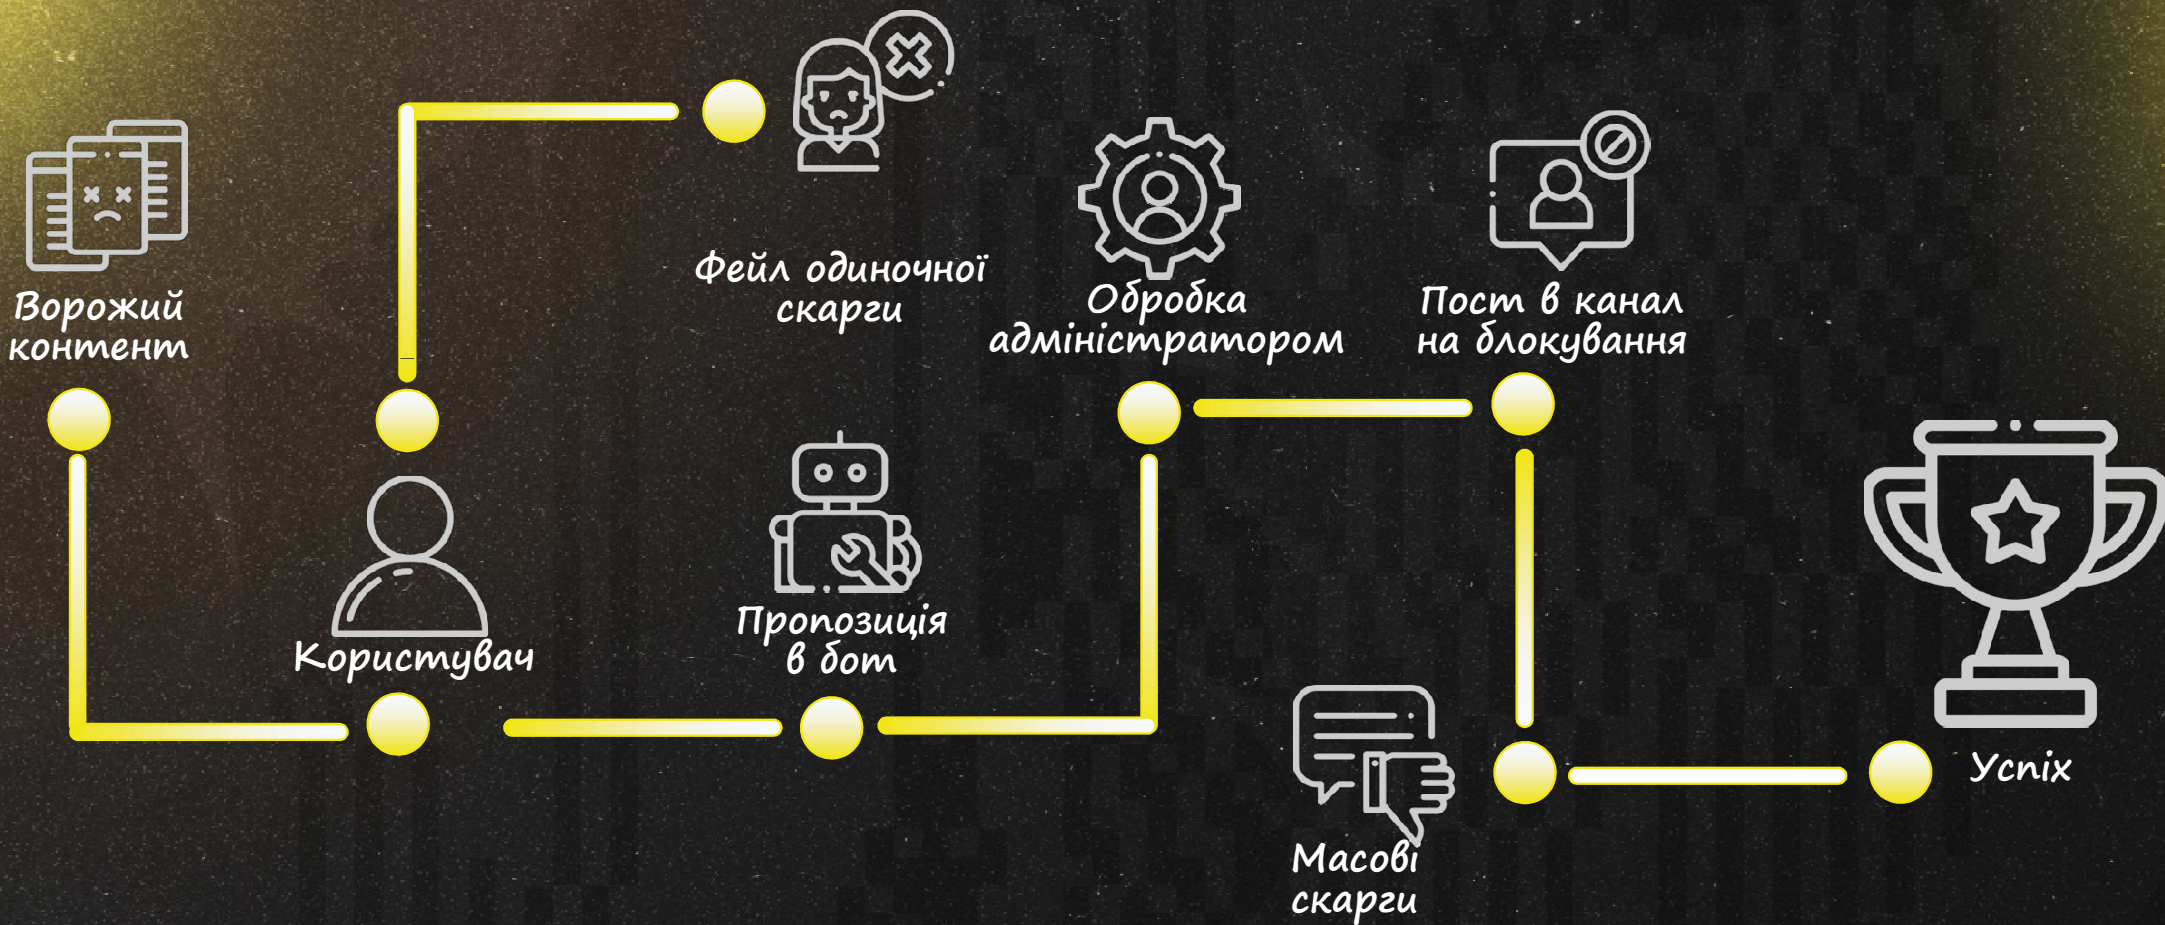 Ворожий
контент
Фейл одиночної
скарги
Користувач
Пропозиція
в бот
Обробка
адміністратором
Пост в канал
на блокування
Масові
скарги
Успіх